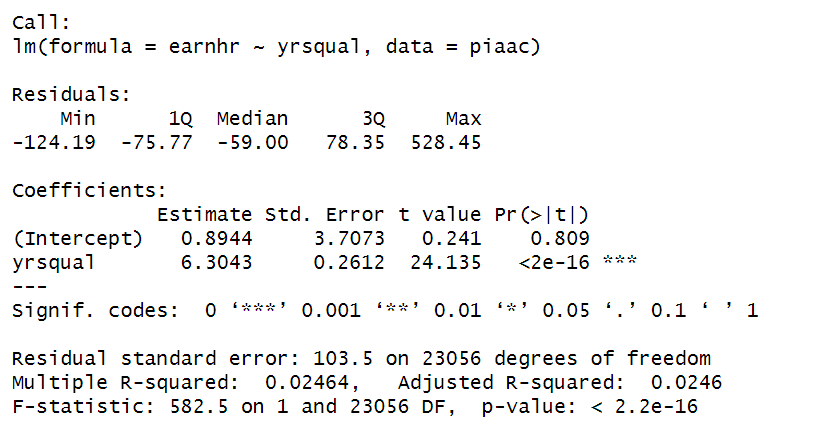 Call:
lm(formula = earnhr ~ yrsqual, data = piaac)
Residuals:
Min 1Q Median 3Q Max
-124.19 -75.77 -59.00 78.35 528.45
Coefficients:
Estimate Std. Error t value Pr(>|t|)
(Intercept) 0.8944 3.7073 0.241 0.809
yrsqual 6.3043 0.2612 24.135 <2e-16 ***
---
Signif. codes: 0 ‘***’ 0.001 ‘**’ 0.01 ‘*’ 0.05 ‘.’ 0.1 ‘ ’ 1
Residual standard error: 103.5 on 23056 degrees of freedom
Multiple R-squared: 0.02464, Adjusted R-squared: 0.0246
F-statistic: 582.5 on 1 and 23056 DF, p-value: < 2.2e-16